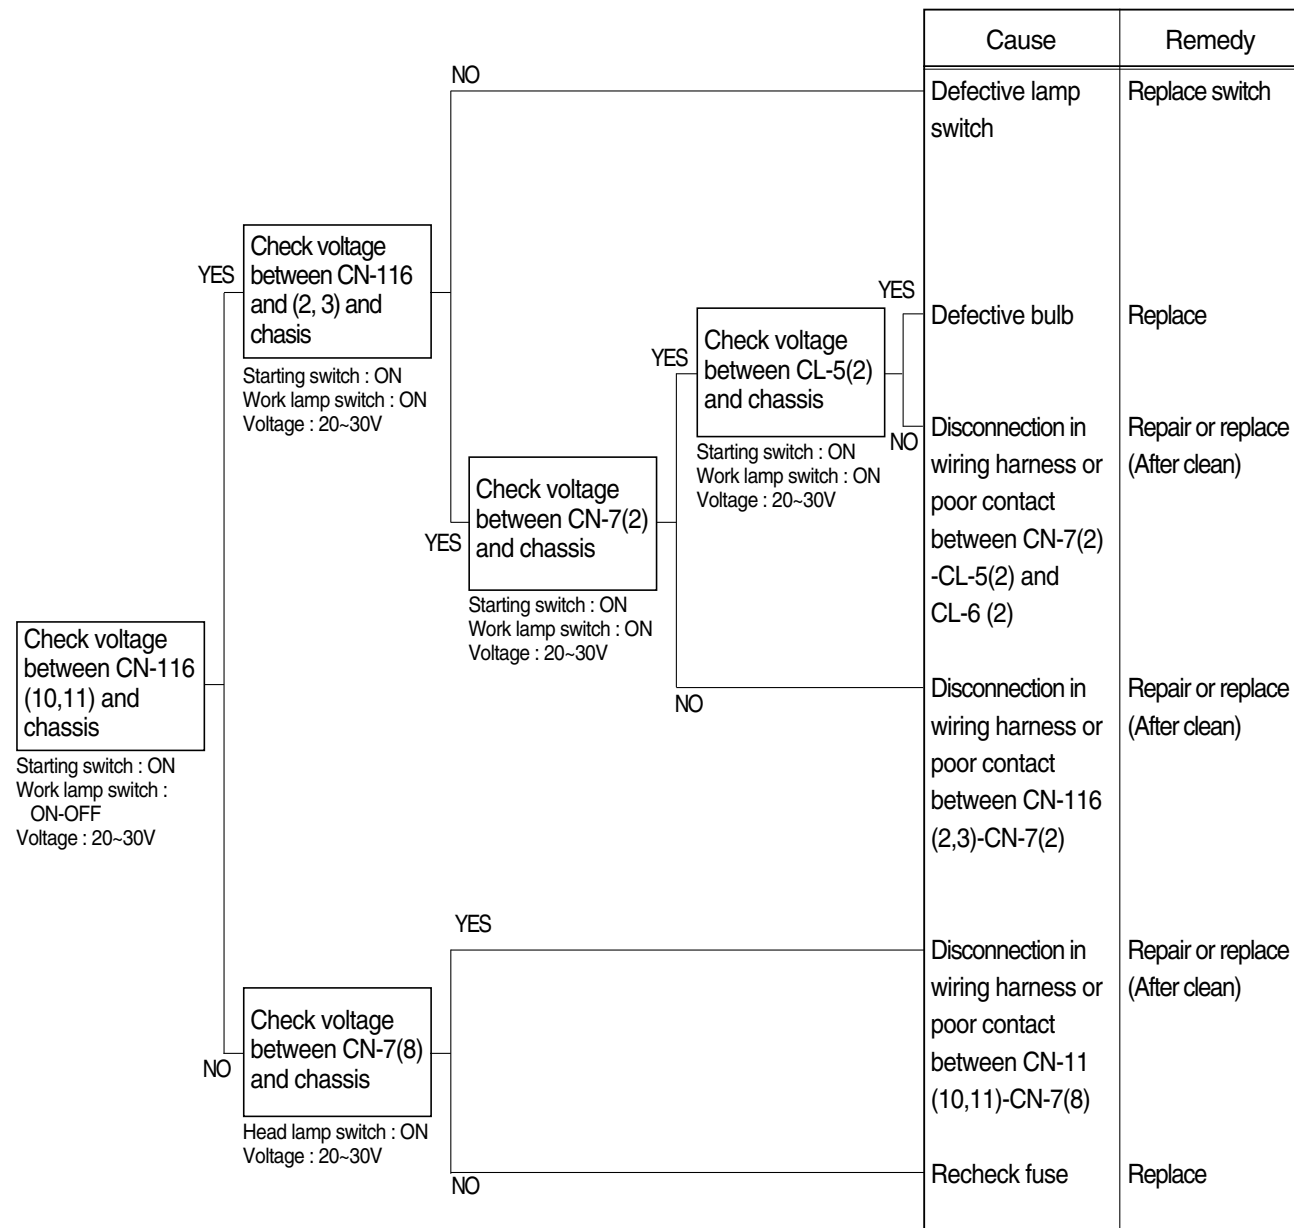 Cause
Remedy
NO
Defective lamp
switch
Replace switch
YES
Check voltage
between CN-116
and (2, 3) and
chasis
Starting switch : ON
Work lamp switch : ON
Voltage : 20~30V
YES
Defective bulb
Replace
YES
Check voltage
between CL-5(2)
and chassis
Starting switch : ON
Work lamp switch : ON
Voltage : 20~30V
NO
Disconnection in
wiring harness or
poor contact
between CN-7(2)
-CL-5(2) and
CL-6 (2)
Repair or replace
(After clean)
YES
Check voltage
between CN-7(2)
and chassis
Starting switch : ON
Work lamp switch : ON
Voltage : 20~30V
NO
Disconnection in
wiring harness or
poor contact
between CN-116
(2,3)-CN-7(2)
Repair or replace
(After clean)
Check voltage
between CN-116
(10,11) and
chassis
Starting switch : ON
Work lamp switch :
ON-OFF
Voltage : 20~30V
YES
Disconnection in
wiring harness or
poor contact
between CN-11
(10,11)-CN-7(8)
Repair or replace
(After clean)
NO
Check voltage
between CN-7(8)
and chassis
Head lamp switch : ON
Voltage : 20~30V
NO
Recheck fuse
Replace